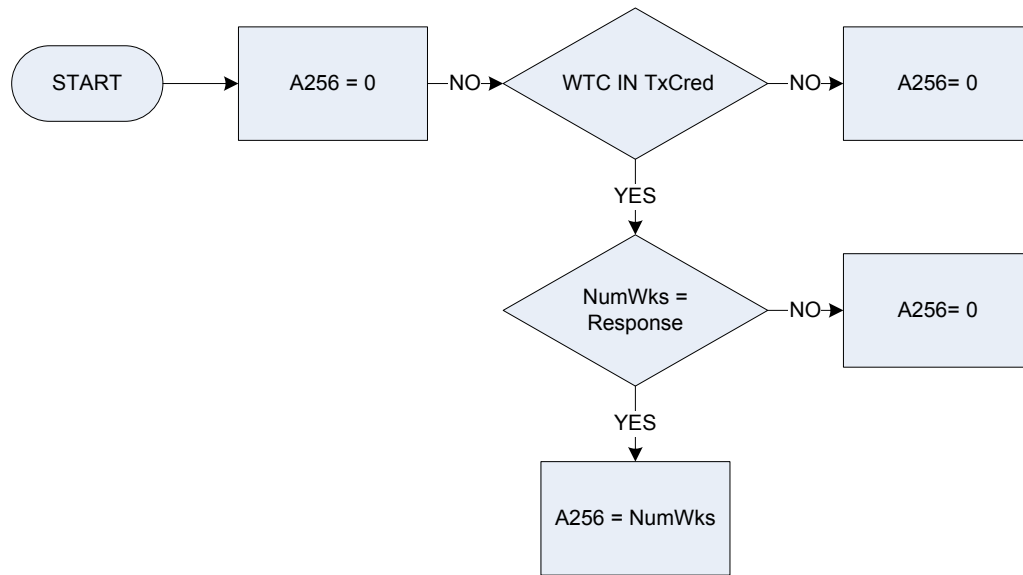 START
A256 = 0
NO
WTC IN TxCred
NO
A256= 0
YES
NumWks =
Response
NO
A256= 0
YES
A256 = NumWks